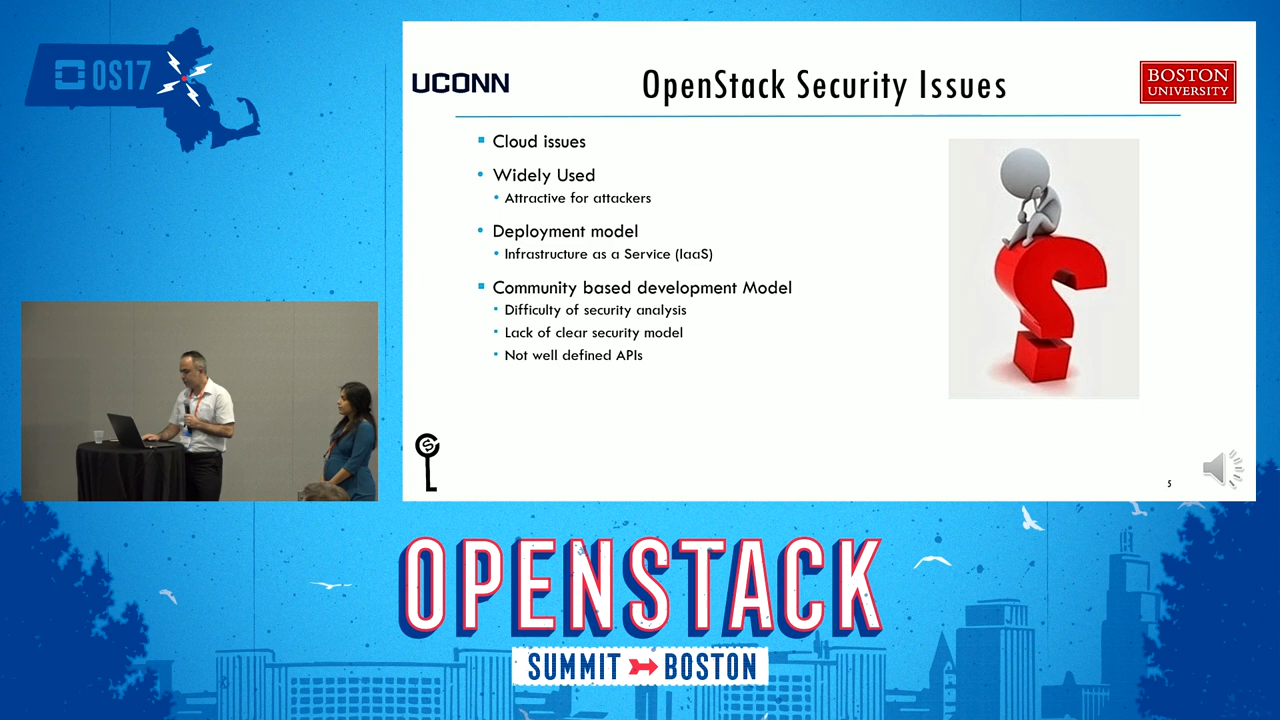 OS17
UCONN
OpenStack Security Issues
BOSTON
UNIVERSITY
Cloud issues
Widely Used
Attractive for attackers
Deployment model
Infrastructure as a Service (IaaS)
Community based development Model
Difficulty of security analysis
Lack of clear security model
Not well defined APIs
5
OPENSTACK
SUMMIT BOSTON